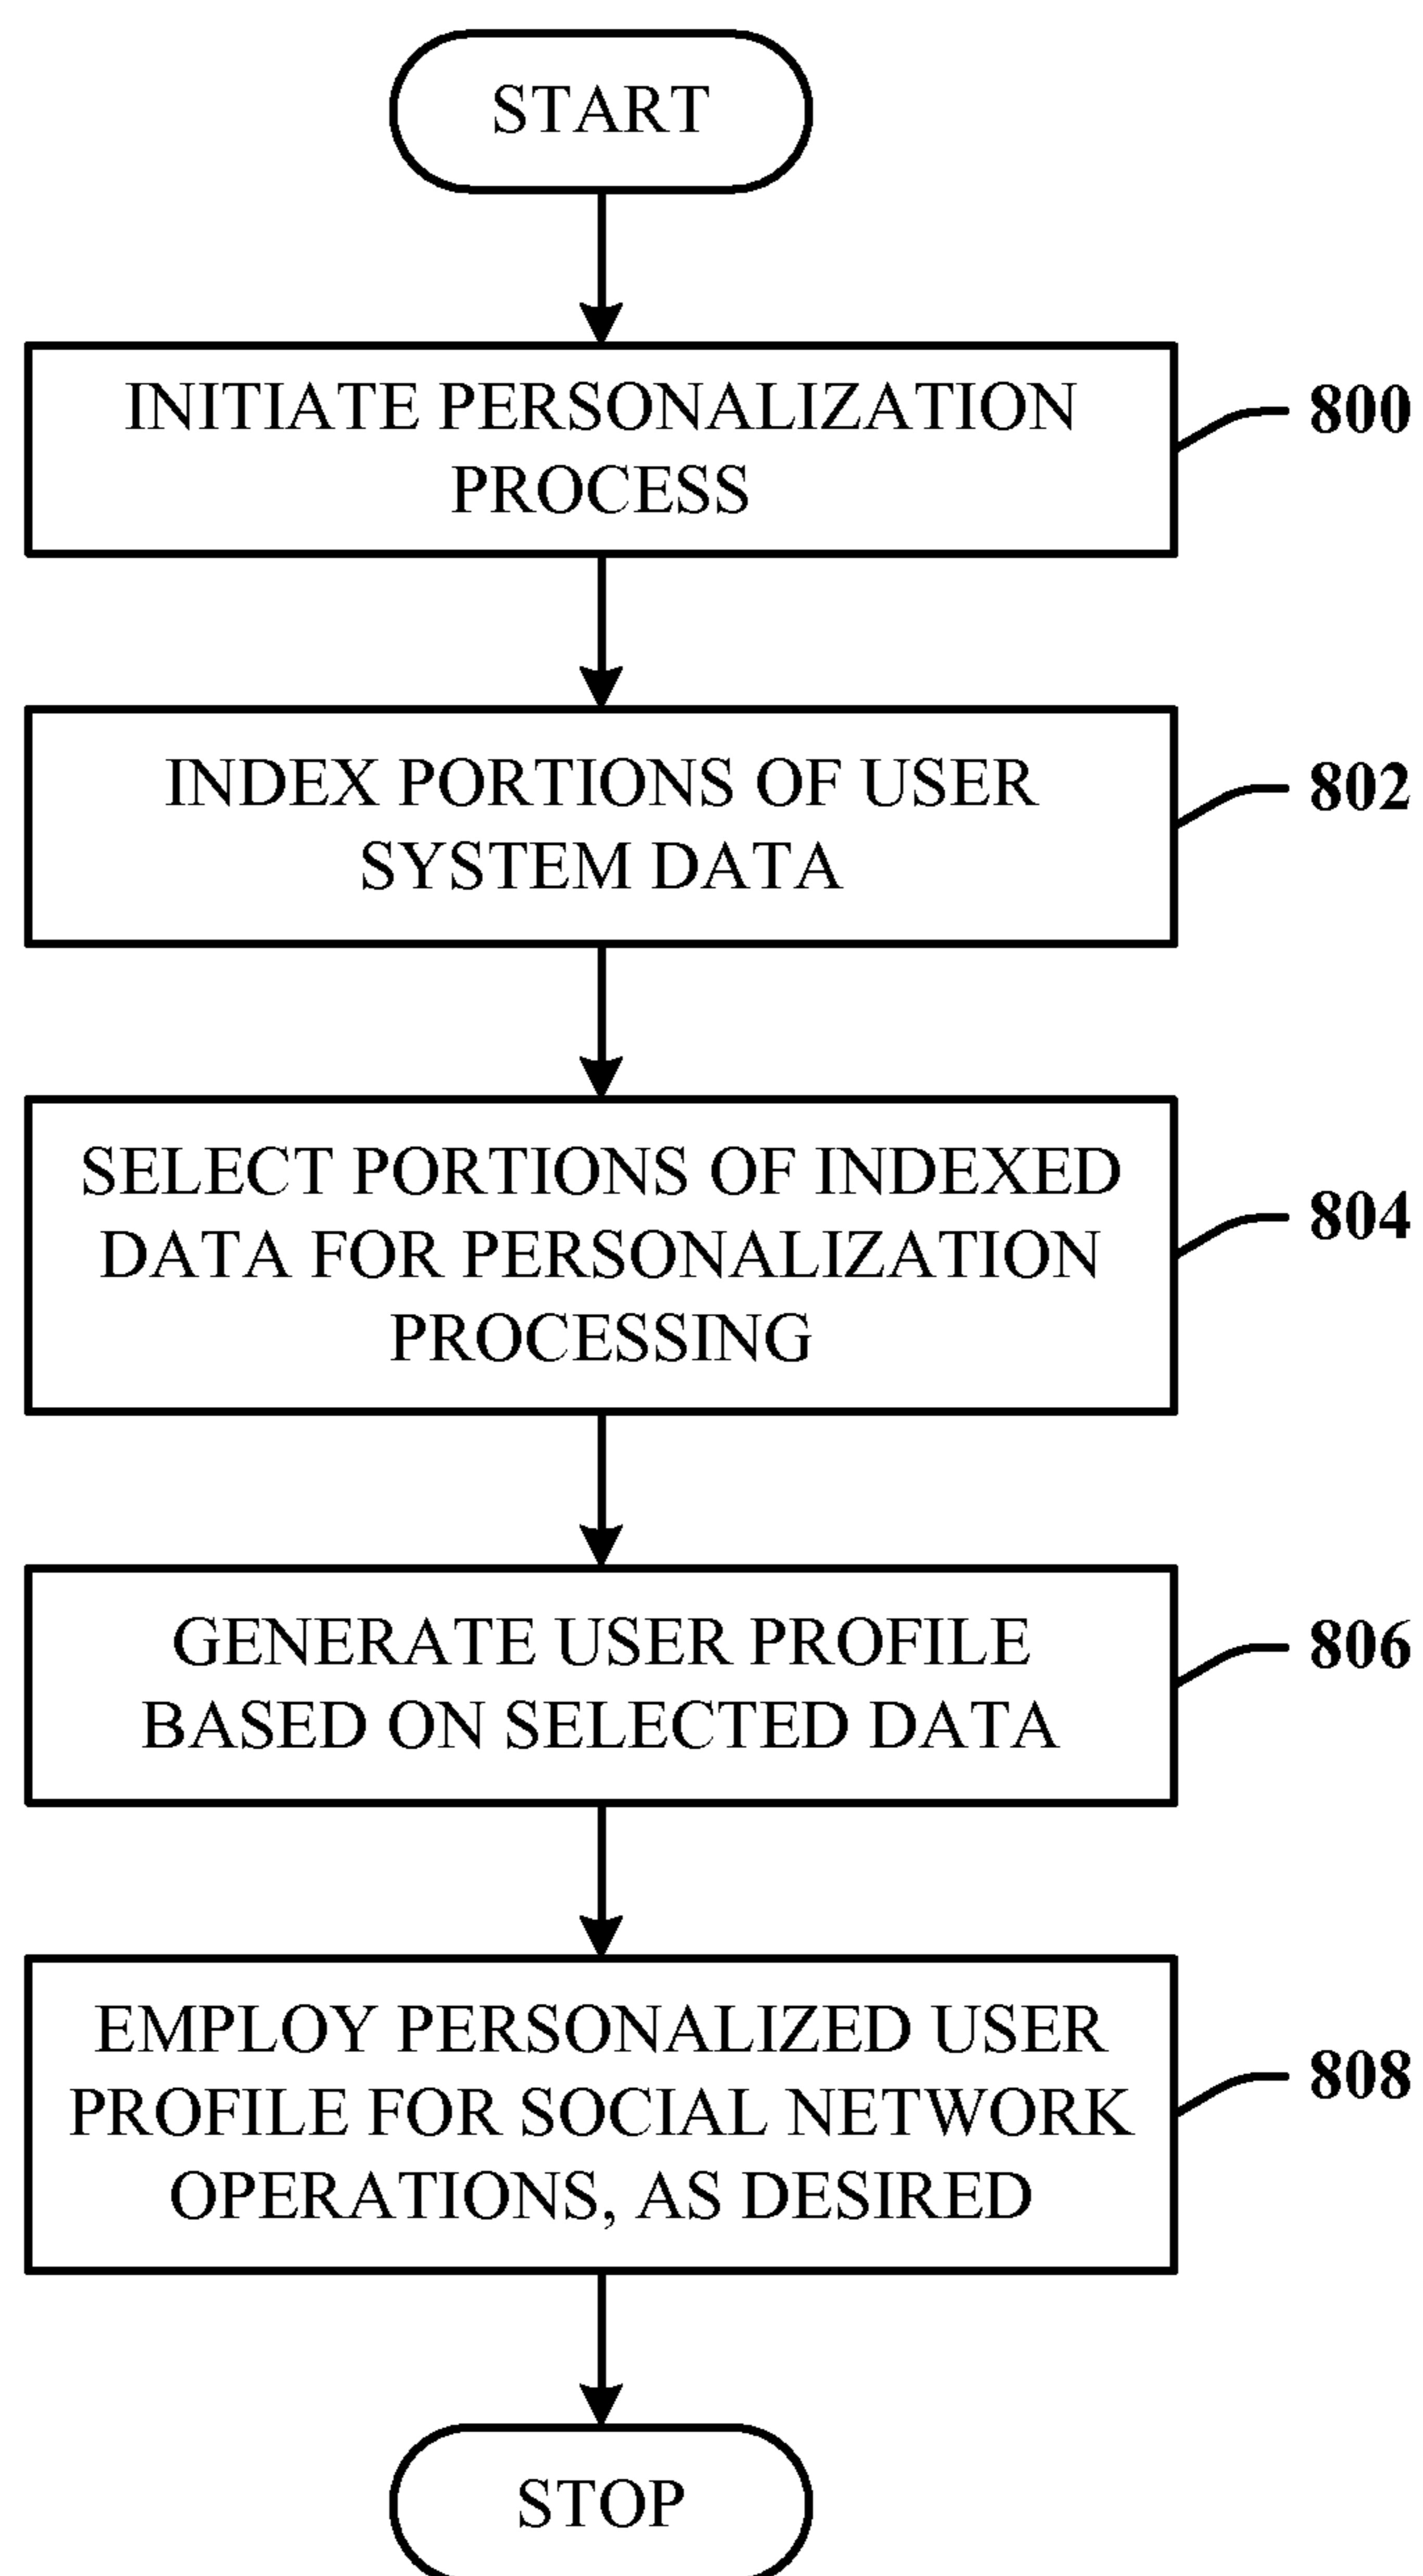 START
INITIATE PERSONALIZATION
PROCESS
800
INDEX PORTIONS OF USER
SYSTEM DATA
802
SELECT PORTIONS OF INDEXED
DATA FOR PERSONALIZATION
PROCESSING
804
GENERATE USER PROFILE
BASED ON SELECTED DATA
806
EMPLOY PERSONALIZED USER
PROFILE FOR SOCIAL NETWORK
OPERATIONS, AS DESIRED
808
STOP